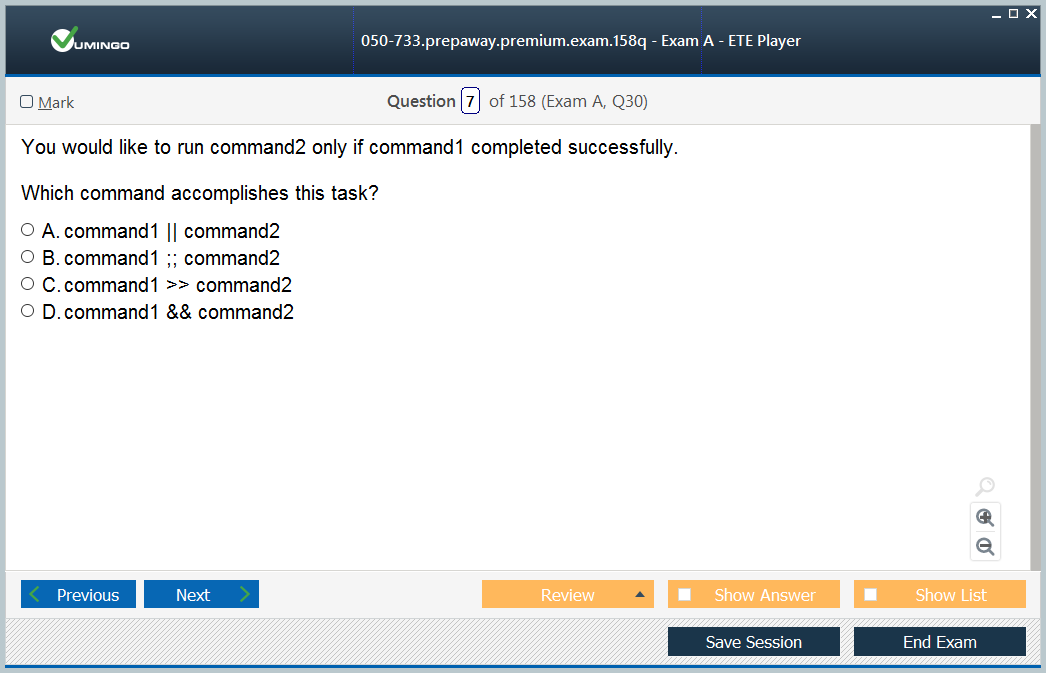 VUMINGO
050-733.prepaway.premium.exam.158q - Exam A - ETE Player
Mark
Question 7 of 158 (Exam A, Q30)
You would like to run command2 only if command1 completed successfully.
Which command accomplishes this task?
A. command1 || command2
B. command1 ;; command2
C. command1 >> command2
D. command1 && command2
Previous Next Review Show Answer Show List
Save Session End Exam